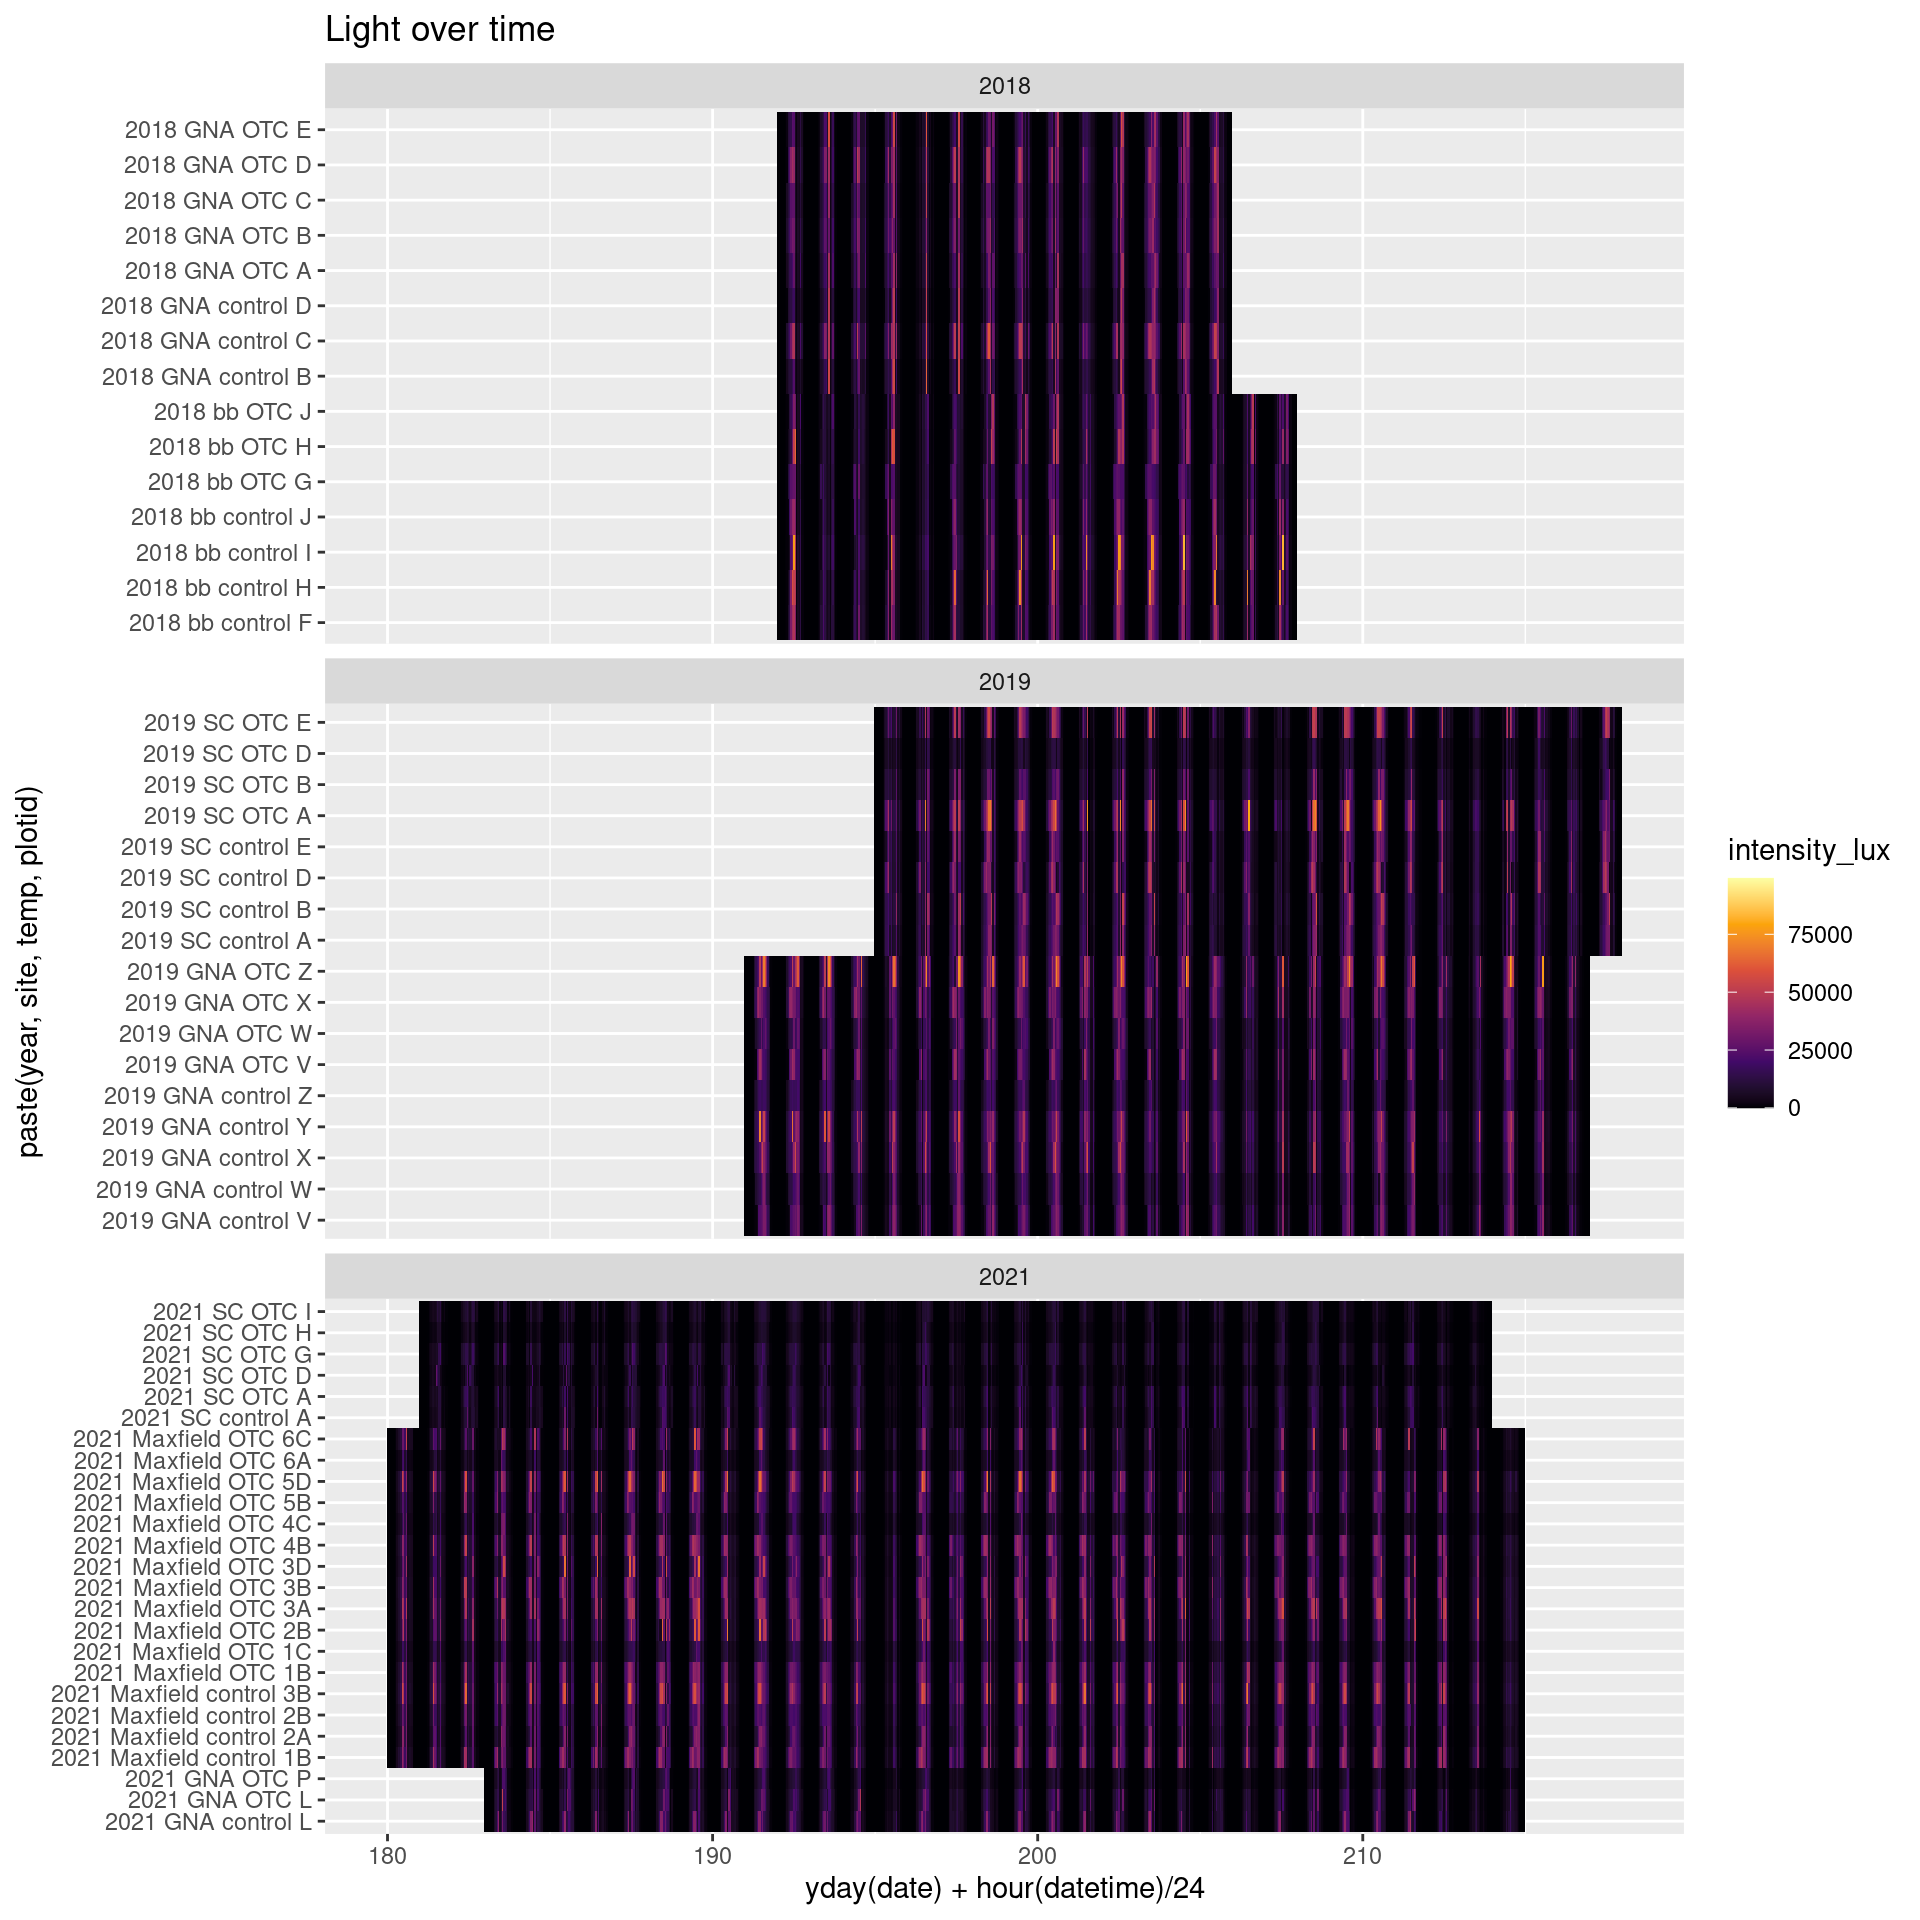 Light over time
2018
2018 GNA OTC E
2018 GNA OTC D
2018 GNA OTC C
2018 GNA OTC B
2018 GNA OTC A
2018 GNA control D
2018 GNA control C
2018 GNA control B
2018 bb OTC J
2018 bb OTC H
2018 bb OTC G
2018 bb control J
2018 bb control I
2018 bb control H
2018 bb control F
2019
2019 SC OTC E
2019 SC OTC D
2019 SC OTC B
2019 SC OTC A
2019 SC control E
2019 SC control D
2019 SC control B
2019 SC control A
2019 GNA OTC Z
2019 GNA OTC X
2019 GNA OTC W
2019 GNA OTC V
2019 GNA control Z
2019 GNA control Y
2019 GNA control X
2019 GNA control W
2019 GNA control V
2021
2021 SC OTC I
2021 SC OTC H
2021 SC OTC G
2021 SC OTC D
2021 SC OTC A
2021 SC control A
2021 Maxfield OTC 6C
2021 Maxfield OTC 6A
2021 Maxfield OTC 5D
2021 Maxfield OTC 5B
2021 Maxfield OTC 4C
2021 Maxfield OTC 4B
2021 Maxfield OTC 3D
2021 Maxfield OTC 3B
2021 Maxfield OTC 3A
2021 Maxfield OTC 2B
2021 Maxfield OTC 1C
2021 Maxfield OTC 1B
2021 Maxfield control 3B
2021 Maxfield control 2B
2021 Maxfield control 2A
2021 Maxfield control 1B
2021 GNA OTC P
2021 GNA OTC L
2021 GNA control L
180 190 200 210
yday(date) + hour(datetime)/24
paste(year, site, temp, plotid)
intensity_lux
75000
50000
25000
0